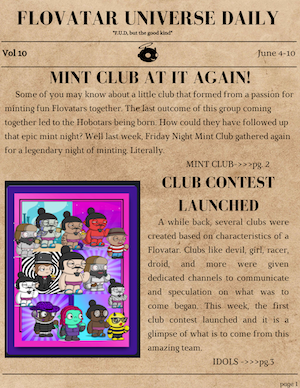 FLOVATAR UNIVERSE DAILY
"F.U.D, but the good kind!"
Vol 10
June 4-10
MINT CLUB AT IT AGAIN!
Some of you may know about a little club that formed from a passion for
minting fun Flovatars together. The last outcome of this group coming
together led to the Hobotars being born. How could they have followed up
that epic mint night? Well last week, Friday Night Mint Club gathered again
for a legendary night of minting. Literally.
MINT CLUB->>>pg. 2
CLUB CONTEST
LAUNCHED
A while back, several clubs were
created based on characteristics of a
Flovatar. Clubs like devil, girl, racer,
droid, and more were given
dedicated channels to communicate
and speculation on what was to
come began. This week, the first
club contest launched and it is a
glimpse of what is to come from this
amazing team.
IDOLS ->>>pg.3
page 1